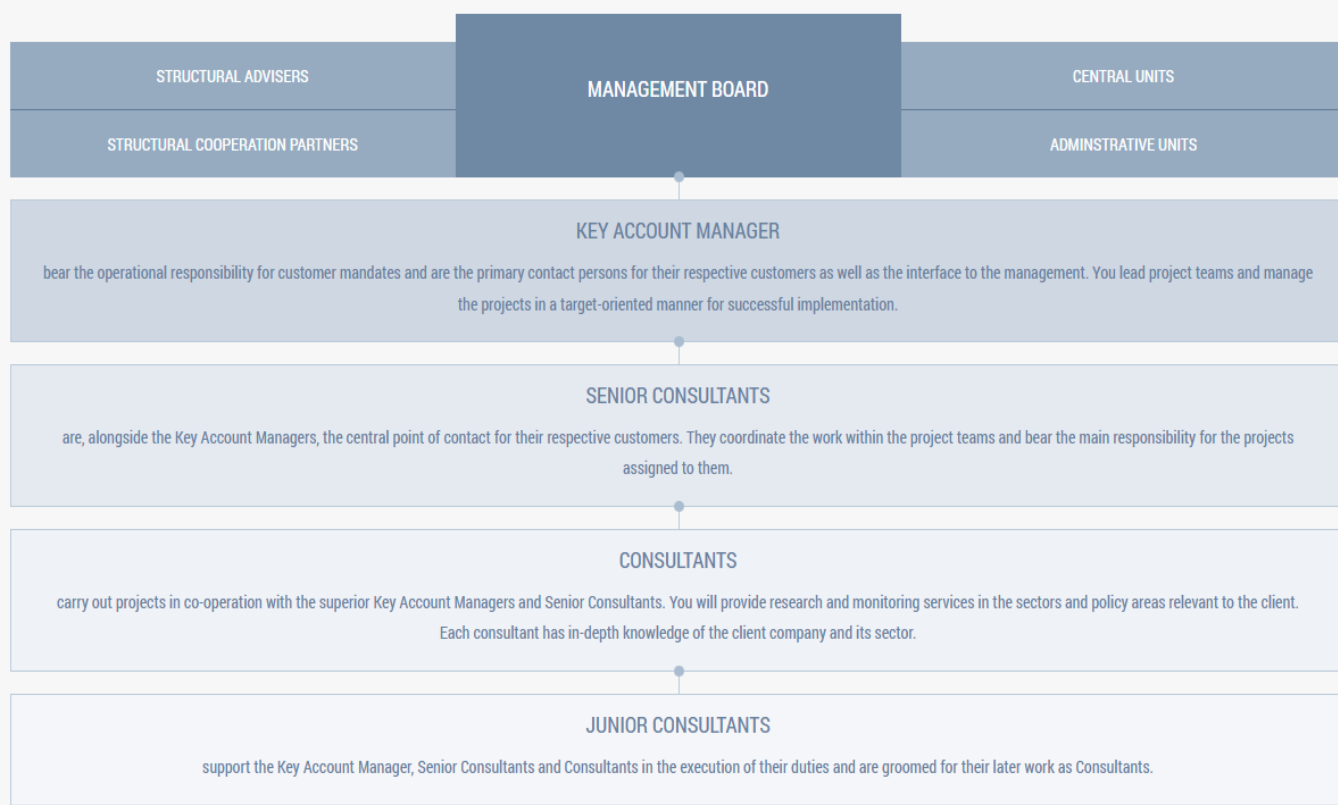 STRUCTURAL ADVISERS
MANAGEMENT BOARD
CENTRAL UNITS
STRUCTURAL COOPERATION PARTNERS
ADMINSTRATIVE UNITS
KEY ACCOUNT MANAGER
bear the operational responsibility for customer mandates and are the primary contact persons for their respective customers as well as the interface to the management. You lead project teams and manage
the projects in a target-oriented manner for successful implementation.
SENIOR CONSULTANTS
are, alongside the Key Account Managers, the central point of contact for their respective customers. They coordinate the work within the project teams and bear the main responsibility for the projects
assigned to them.
CONSULTANTS
carry out projects in co-operation with the superior Key Account Managers and Senior Consultants. You will provide research and monitoring services in the sectors and policy areas relevant to the client.
Each consultant has in-depth knowledge of the client company and its sector.
JUNIOR CONSULTANTS
support the Key Account Manager, Senior Consultants and Consultants in the execution of their duties and are groomed for their later work as Consultants.